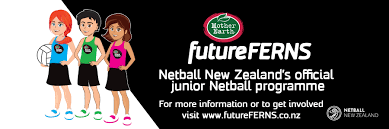 Mother
Earth
futureFERNS
Netball New Zealand's official
junior Netball programme
For more information or to get involved
visit www.futureFERNS.co.nz
NETBALL
NEW ZEALAND